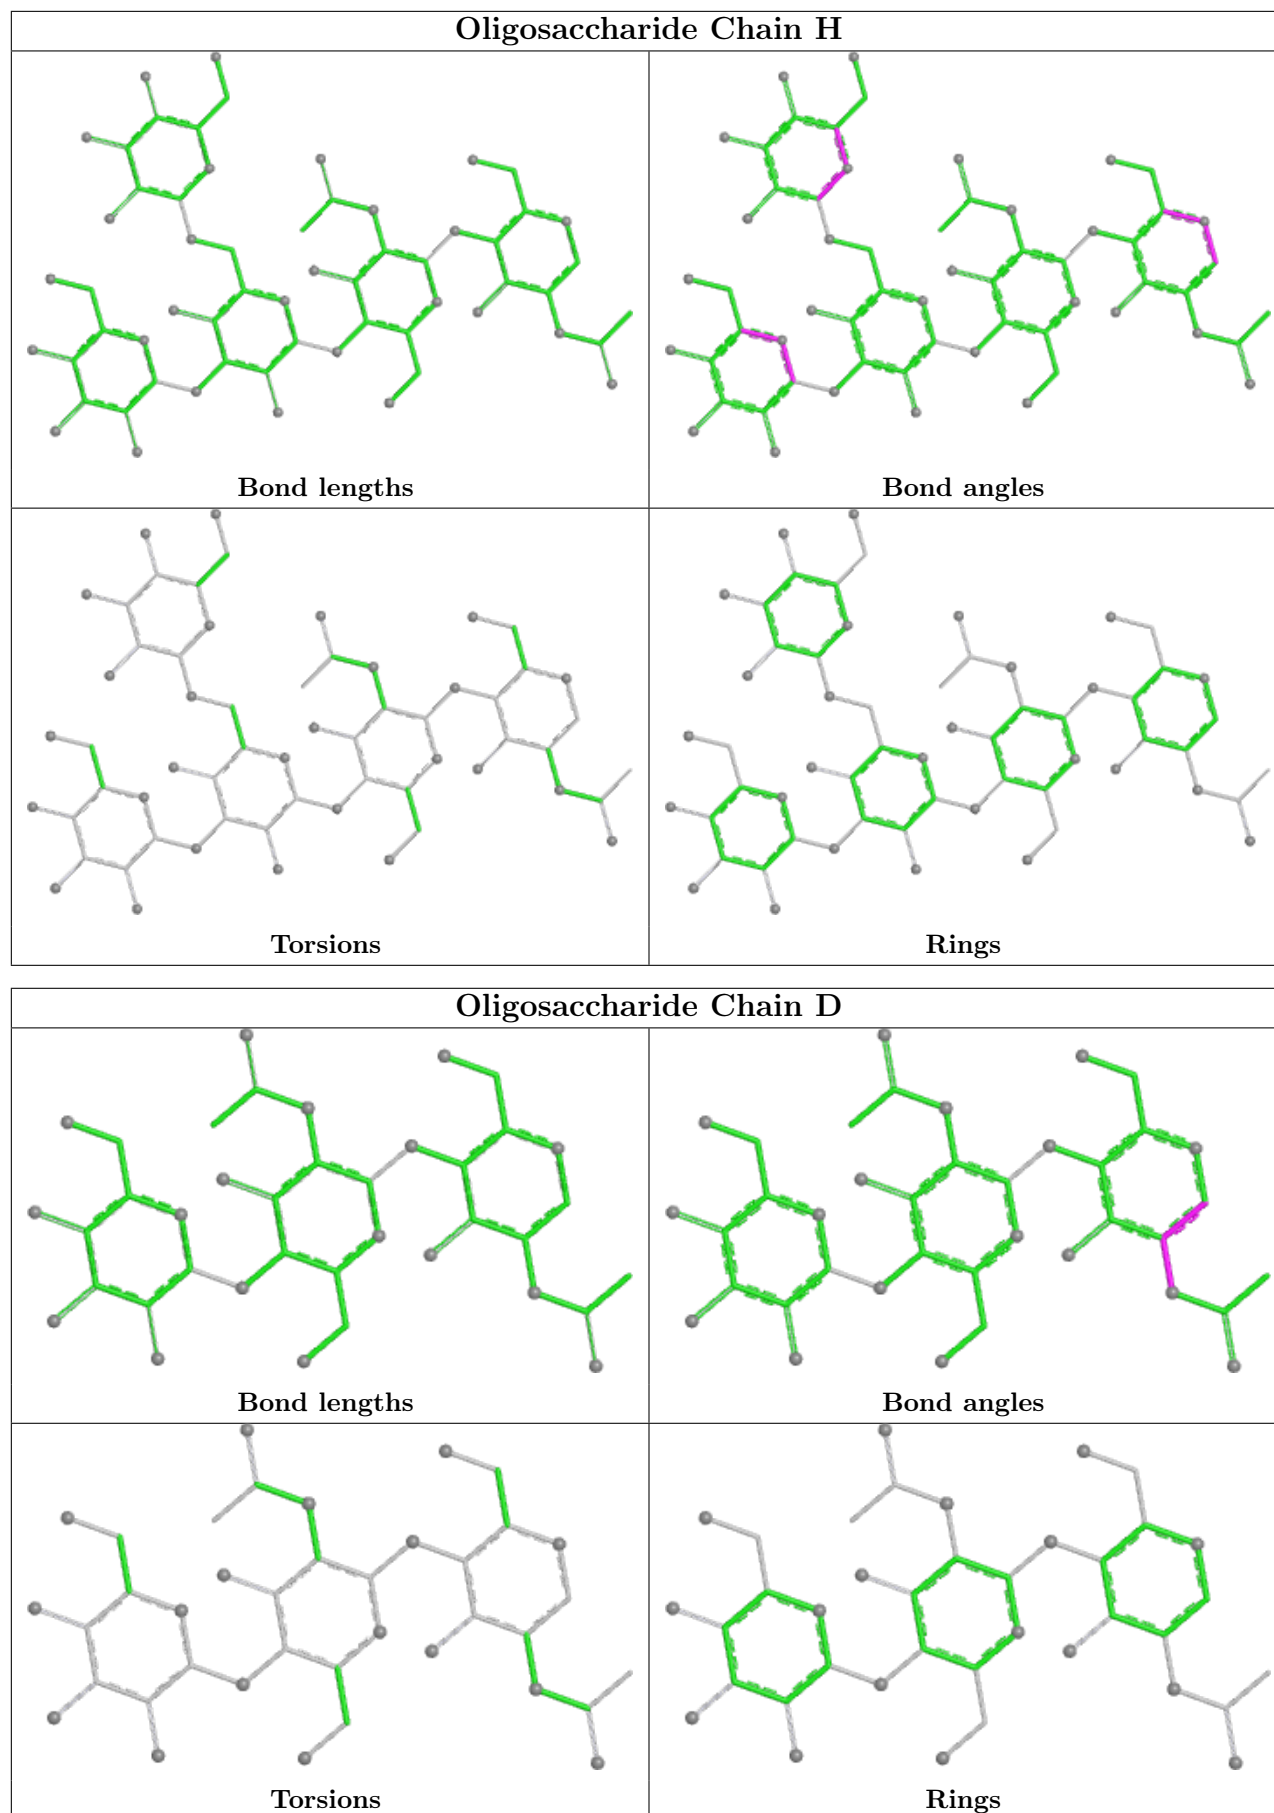 Oligosaccharide Chain H
Bond lengths
Bond angles
Torsions
Rings
Oligosaccharide Chain D
Bond lengths
Bond angles
Torsions
Rings